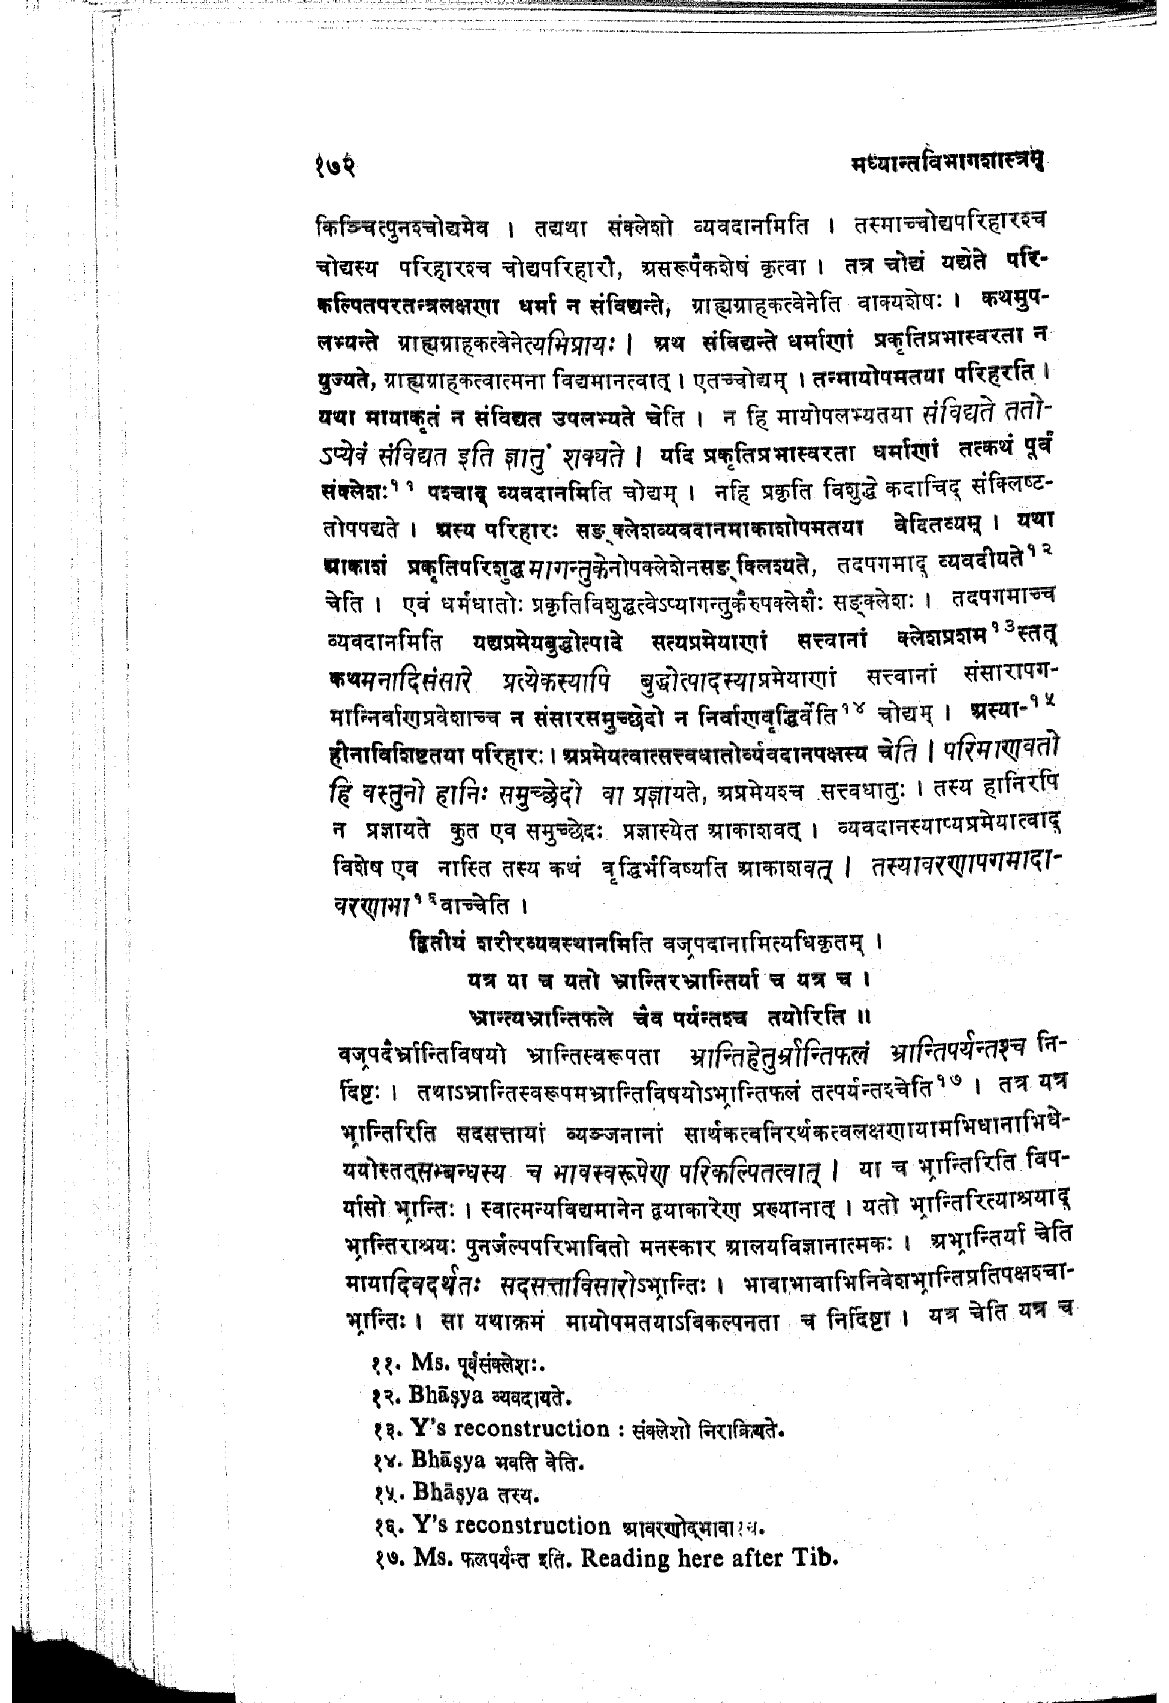 १७२ मध्यान्तविभागशास्त्रम्
किञ्चित्पुनश्चोद्यमेव । तद्यथा संक्लेशो व्यवदानमिति । तस्माच्चोद्यपरिहारश्च
चोद्यस्य परिहारश्च चोद्यपरिहारौ, असरूपैकशेषं कृत्वा । तत्र चोद्यं यद्येते परि-
कल्पितपरतन्त्रलक्षणा धर्मा न संविद्यन्ते, ग्राह्यग्राहकत्वेनेति वाक्यशेषः । कथमुप-
लभ्यन्ते ग्राह्यग्राहकत्वेनेत्यभिप्रायः । अथ संविद्यन्ते धर्माणां प्रकृतिप्रभास्वरता न
युज्यते, ग्राह्यग्राहकत्वात्मना विद्यमानत्वात् । एतच्चोद्यम् । तन्मायोपमतया परिहरति ।
यथा मायाकृतं न संविद्यत उपलभ्यते चेति । न हि मायोपलभ्यतया संविद्यते ततो-
ऽप्येवं संविद्यत इति ज्ञातुं शक्यते । यदि प्रकृतिप्रभास्वरता धर्माणां तत्कथं पूर्वं
संक्लेशः¹¹ पश्चाद् व्यवदानमिति चोद्यम् । नहि प्रकृति विशुद्धे कदाचिद् संक्लिष्ट-
तोपपद्यते । अस्य परिहारः सङ्क्लेशव्यवदानमाकाशोपमतया वेदितव्यम् । यथा
आकाशं प्रकृतिपरिशुद्धमागन्तुकेनोपक्लेशेनसङ्क्लिश्यते, तदपगमाद् व्यवदीयते¹²
चेति । एवं धर्मधातोः प्रकृतिविशुद्धत्वेऽप्यागन्तुकैरुपक्लेशैः सङ्क्लेशः । तदपगमाच्च
व्यवदानमिति यद्यप्रमेयबुद्धोत्पादे सत्यप्रमेयाणां सत्त्वानां क्लेशप्रशम¹³स्तत्
कथमनादिसंसारे प्रत्येकस्यापि बुद्धोत्पादस्याप्रमेयाणां सत्त्वानां संसारापग-
मान्निर्वाणप्रवेशाच्च न संसारसमुच्छेदो न निर्वाणवृद्धिर्वेति¹⁴ चोद्यम् । अस्या-¹⁵
हीनाविशिष्टतया परिहारः । अप्रमेयत्वात्सत्त्वधातोर्व्यवदानपक्षस्य चेति । परिमाणवतो
हि वस्तुनो हानिः समुच्छेदो वा प्रज्ञायते, अप्रमेयश्च सत्त्वधातुः । तस्य हानिरपि
न प्रज्ञायते कुत एव समुच्छेदः प्रज्ञास्येत आकाशवत् । व्यवदानस्याप्यप्रमेयात्वाद्
विशेष एव नास्ति तस्य कथं वृद्धिर्भविष्यति आकाशवत् । तस्यावरणापगमादा-
वरणाभा¹⁶वाच्चेति ।
द्वितीयं शरीरव्यवस्थानमिति वज्रपदानामित्यधिकृतम् ।
यत्र या च यतो भ्रान्तिरभ्रान्तिर्या च यत्र च ।
भ्रान्त्यभ्रान्तिफले चैव पर्यन्तश्च तयोरिति ॥
वज्रपदैर्भ्रान्तिविषयो भ्रान्तिस्वरूपता भ्रान्तिहेतुर्भ्रान्तिफलं भ्रान्तिपर्यन्तश्च नि-
र्दिष्टः । तथाऽभ्रान्तिस्वरूपमभ्रान्तिविषयोऽभ्रान्तिफलं तत्पर्यन्तश्चेति¹⁷ । तत्र यत्र
भ्रान्तिरिति सदसत्तायां व्यञ्जनानां सार्थकत्वनिरर्थकत्वलक्षणायामभिधानाभिधे-
ययोस्तत्सम्बन्धस्य च भावस्वरूपेण परिकल्पितत्वात् । या च भ्रान्तिरिति विप-
र्यासो भ्रान्तिः । स्वात्मन्यविद्यमानेन द्वयाकारेण प्रख्यानात् । यतो भ्रान्तिरित्याश्रयाद्
भ्रान्तिराश्रयः पुनर्जल्पपरिभावितो मनस्कार आलयविज्ञानात्मकः । अभ्रान्तिर्या चेति
मायादिवदर्थतः सदसत्ताविसारोऽभ्रान्तिः । भावाभावाभिनिवेशभ्रान्तिप्रतिपक्षश्चा-
भ्रान्तिः । सा यथाक्रमं मायोपमतयाऽविकल्पनता च निर्दिष्टा । यत्र चेति यत्र च
११. Ms. पूर्वसंक्लेशः.
१२. Bhāṣya व्यवदायते.
१३. Y's reconstruction : संक्लेशो निराक्रियते.
१४. Bhāṣya भवति वेति.
१५. Bhāṣya तस्य.
१६. Y's reconstruction
१७. Ms. फलपर्यन्त इति. Reading here after Tib.